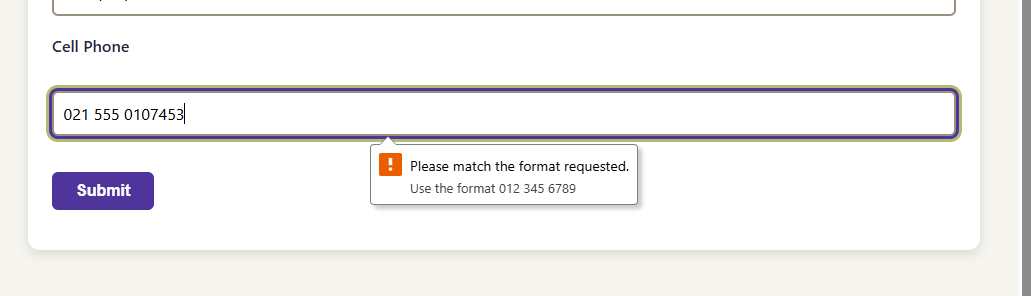 Cell Phone
021 555 0107453
Please match the format requested.
Use the format 012 345 6789
Submit